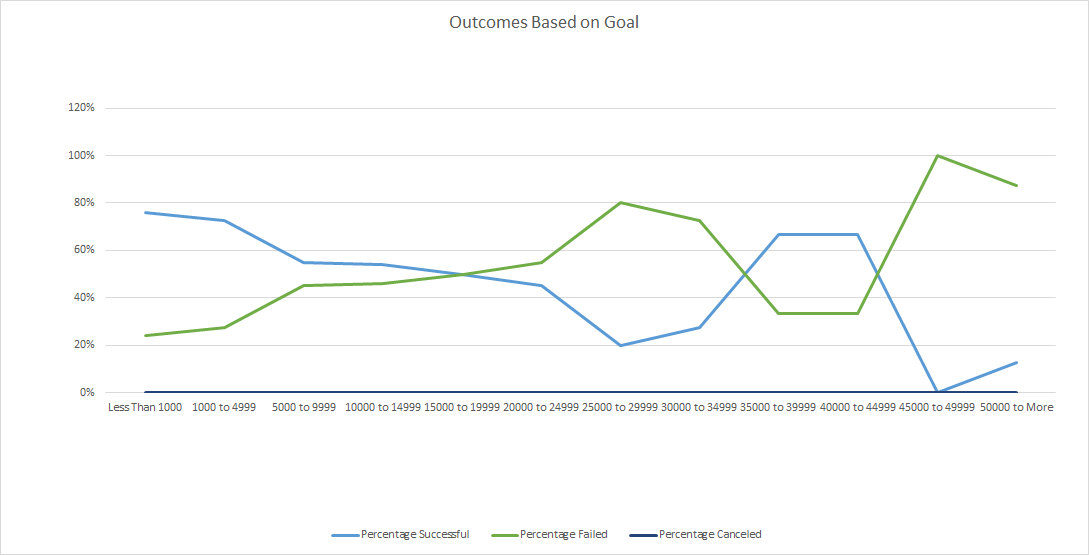 Outcomes Based on Goal
120%
100%
80%
60%
40%
20%
0%
Less Than 1000 1000 to 4999 5000 to 9999 10000 to 14999 15000 to 19999 20000 to 24999 25000 to 29999 30000 to 34999 35000 to 39999 40000 to 44999 45000 to 49999 50000 to More
Percentage Successful Percentage Failed Percentage Canceled